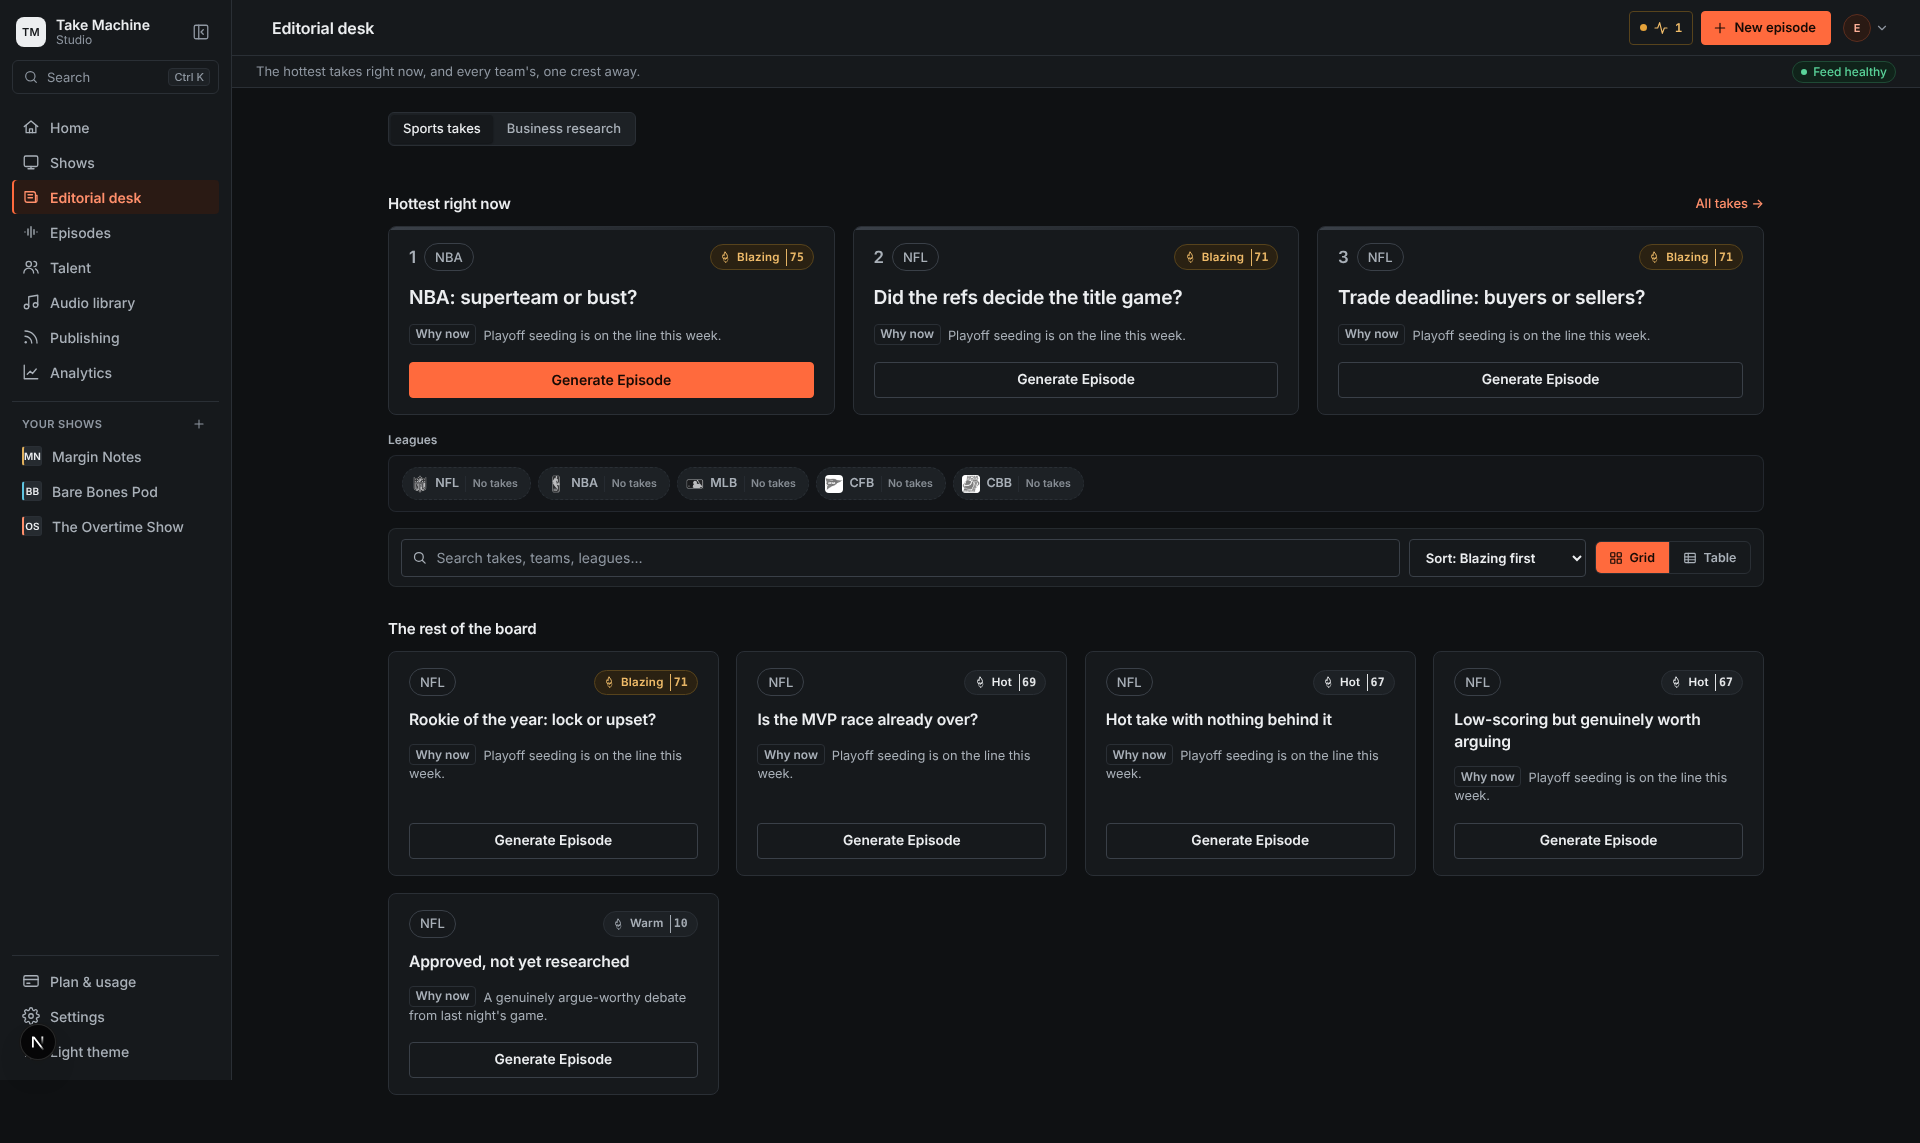 TM
Take Machine
Studio
Search
Ctrl K
Home
Shows
Editorial desk
Episodes
Talent
Audio library
Publishing
Analytics
YOUR SHOWS
MN Margin Notes
BB Bare Bones Pod
OS The Overtime Show
Plan & usage
Settings
N
ight theme
Editorial desk
1
+ New episode
E
The hottest takes right now, and every team's, one crest away.
Feed healthy
Sports takes
Business research
Hottest right now
All takes →
1 NBA Blazing 75
NBA: superteam or bust?
Why now Playoff seeding is on the line this week.
Generate Episode
2 NFL Blazing 71
Did the refs decide the title game?
Why now Playoff seeding is on the line this week.
Generate Episode
3 NFL Blazing 71
Trade deadline: buyers or sellers?
Why now Playoff seeding is on the line this week.
Generate Episode
Leagues
NFL No takes
NBA No takes
MLB No takes
CFB No takes
CBB No takes
Search takes, teams, leagues...
Sort: Blazing first
Grid
Table
The rest of the board
NFL Blazing 71
Rookie of the year: lock or upset?
Why now Playoff seeding is on the line this
week.
Generate Episode
NFL Hot 69
Is the MVP race already over?
Why now Playoff seeding is on the line this
week.
Generate Episode
NFL Hot 67
Hot take with nothing behind it
Why now Playoff seeding is on the line this
week.
Generate Episode
NFL Hot 67
Low-scoring but genuinely worth
arguing
Why now Playoff seeding is on the line this
week.
Generate Episode
NFL Warm 10
Approved, not yet researched
Why now A genuinely argue-worthy debate
from last night's game.
Generate Episode